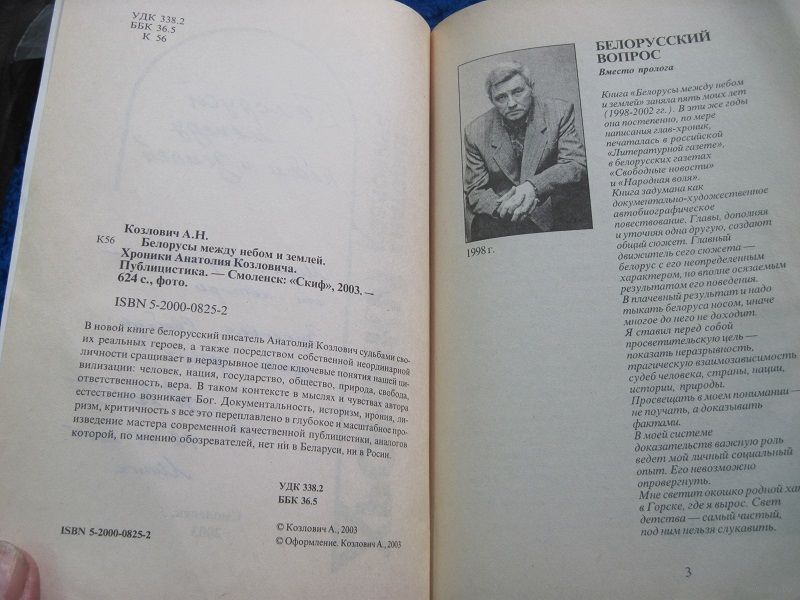 УДК 338.2
ББК 36.5
К 56
Козлович А.Н.
К56 Белорусы между небом и землей.
Хроники Анатолия Козловича.
Публицистика. — Смоленск: «Скиф», 2003. —
624 с., фото.
ISBN 5-2000-0825-2
В новой книге белорусский писатель Анатолий Козлович судьбами сво-
их реальных героев, а также посредством собственной неординарной
личности сращивает в неразрывное целое ключевые понятия нашей ци-
вилизации: человек, нация, государство, общество, природа, свобода,
ответственность, вера. В таком контексте в мыслях и чувствах автора
естественно возникает Бог. Документальность, историзм, ирония, ли-
ризм, критичность s все это переплавлено в глубокое и масштабное про-
изведение мастера современной качественной публицистики, аналогов
которой, по мнению обозревателей, нет ни в Беларуси, ни в Росии.
УДК 338.2
ББК 36.5
© Козлович А., 2003
© Оформление. Козлович А., 2003
ISBN 5-2000-0825-2
БЕЛОРУССКИЙ
ВОПРОС
Вместо пролога
1998 г.
Книга «Белорусы между небом
и землей» заняла пять моих лет
(1998-2002 гг.). В эти же годы
она постепенно, по мере
написания глав-хроник,
печаталась в российской
«Литературной газете»,
в белорусских газетах
«Свободные новости»
и «Народная воля».
Книга задумана как
документально-художественное
автобиографическое
повествование. Главы, дополняя
и уточняя одна другую, создают
общий сюжет. Главный
движитель сего сюжета —
белорус с его неопределенным
характером, но вполне осязаемым
результатом его поведения.
В плачевный результат и надо
тыкать белоруса носом, иначе
многое до него не доходит.
Я ставил перед собой
просветительскую цель —
показать неразрывность,
трагическую взаимозависимость
судеб человека, страны, нации,
истории, природы.
Просвещать в моем понимании —
не поучать, а доказывать
фактами.
В моей системе
доказательств важную роль
ведет мой личный социальный
опыт. Его невозможно
опровергнуть.
Мне светит окошко родной хат
в Горске, где я вырос. Свет
детства — самый чистый,
под ним нельзя слукавить.
3